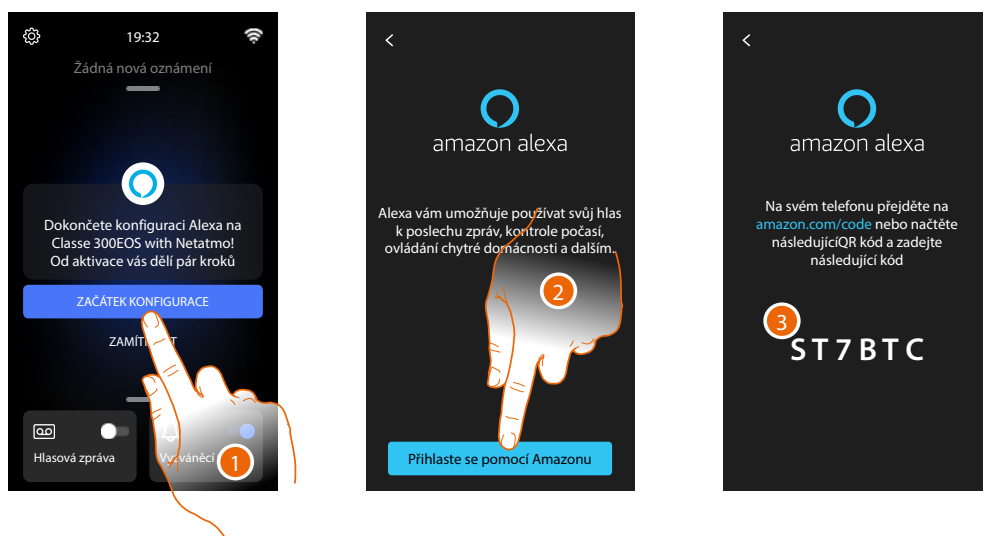 19:32
Žádná nová oznámení
Dokončete konfiguraci Alexa na
Classe 300EOS with Netatmo!
Od aktivace vás dělí pár kroků
ZAČÁTEK KONFIGURACE
Hlasová zpráva
1
amazon alexa
Alexa vám umožňuje používat svůj hlas
k poslechu zpráv, kontrole počasí,
ovládání chytré domácnosti a dalším.
2
Přihlaste se pomocí Amazonu
amazon alexa
Na svém telefonu přejděte na
amazon.com/code nebo načtěte
následujícíQR kód a zadejte
následující kód
3
ST7BTC